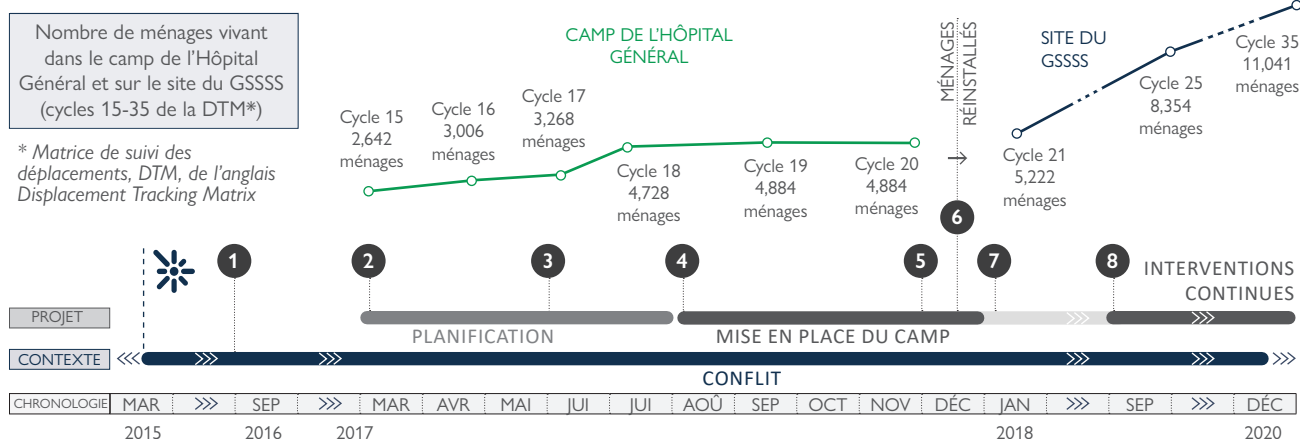 Nombre de ménages vivant
dans le camp de l'Hôpital
Général et sur le site du GSSSS
(cycles 15-35 de la DTM*)
* Matrice de suivi des
déplacements, DTM, de l'anglais
Displacement Tracking Matrix
CAMP DE L'HÔPITAL
GÉNÉRAL
Cycle 15
2,642
ménages
Cycle 16
3,006
ménages
Cycle 17
3,268
ménages
Cycle 18
4,728
ménages
Cycle 19
4,884
ménages
Cycle 20
4,884
ménages
MÉNAGES
RÉINSTALLÉS
SITE DU
GSSSS
Cycle 21
5,222
ménages
Cycle 25
8,354
ménages
Cycle 35
11,041
ménages
1
2
3
4
5
6
7
8
INTERVENTIONS
CONTINUES
PROJET
PLANIFICATION
MISE EN PLACE DU CAMP
CONTEXTE
CONFLIT
CHRONOLOGIE MAR >>> SEP >>> MAR AVR MAI JUI JUI AOÛ SEP OCT NOV DÉC JAN >>> SEP >>> DÉC
2015 2016 2017 2018 2020